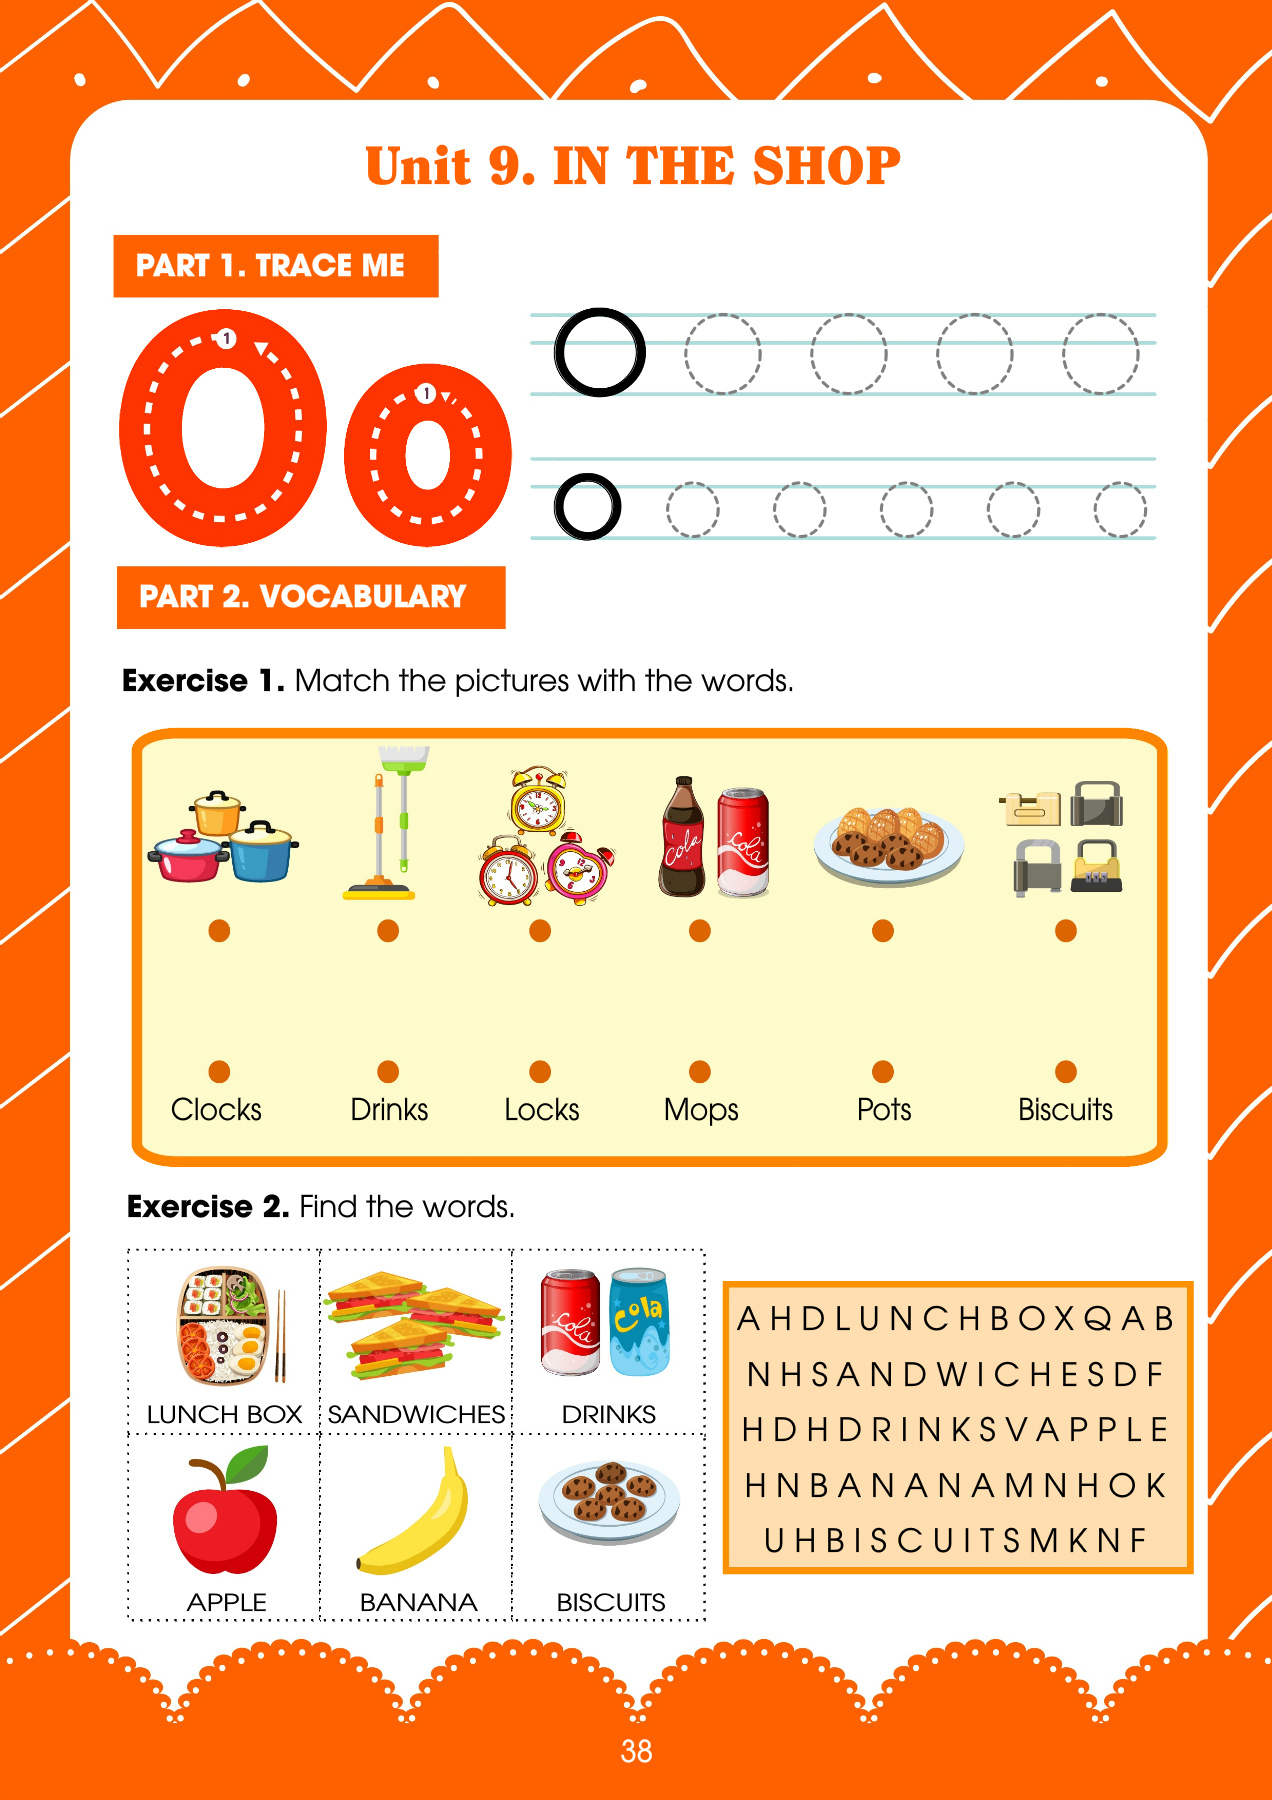 Unit 9. IN THE SHOP
PART 1. TRACE ME
O o
1
1
O
o
PART 2. VOCABULARY
Exercise 1. Match the pictures with the words.
Cola
Cola
Clocks Drinks Locks Mops Pots Biscuits
Exercise 2. Find the words.
Cola
Cola
LUNCH BOX SANDWICHES DRINKS
APPLE BANANA BISCUITS
A H D L U N C H B O X Q A B
N H S A N D W I C H E S D F
H D H D R I N K S V A P P L E
H N B A N A N A M N H O K
U H B I S C U I T S M K N F
38